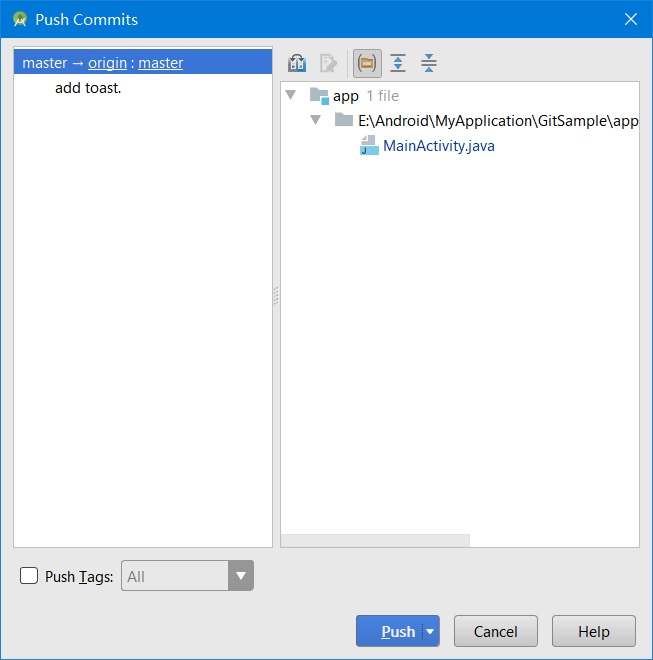 Push Commits
master → origin : master
add toast.
app 1 file
E:\Android\MyApplication\GitSample\app
MainActivity.java
Push Tags: All
Push Cancel Help